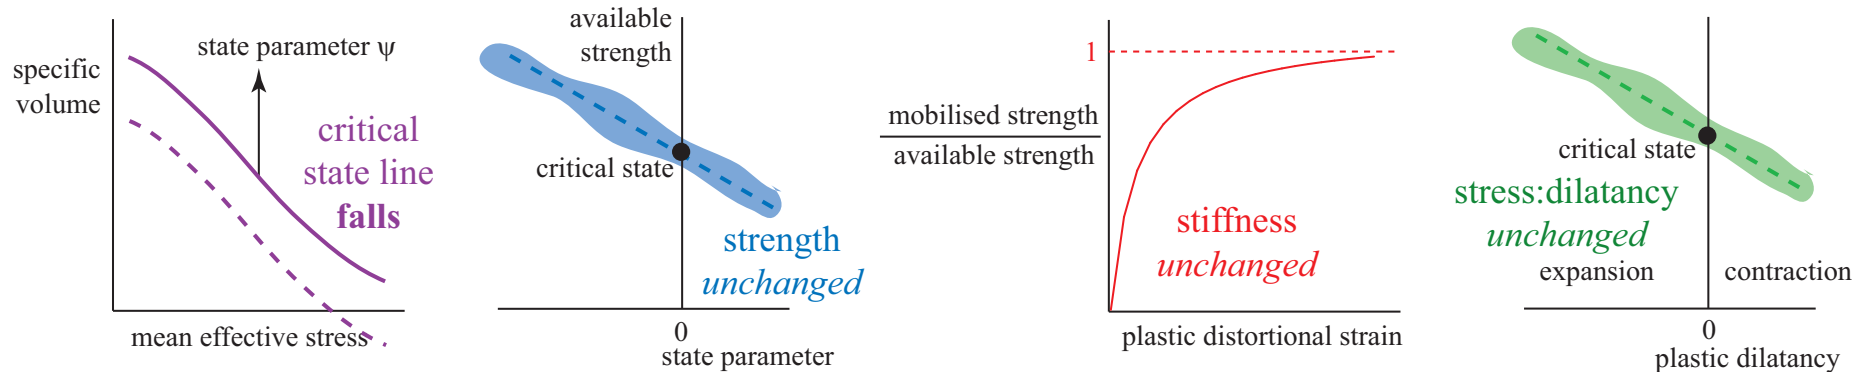 specific
volume
state parameter ψ
critical
state line
falls
mean effective stress
available
strength
critical state
strength
unchanged
0
state parameter
1
mobilised strength
available strength
stiffness
unchanged
plastic distortional strain
critical state
stress:dilatancy
unchanged
expansion
contraction
0
plastic dilatancy